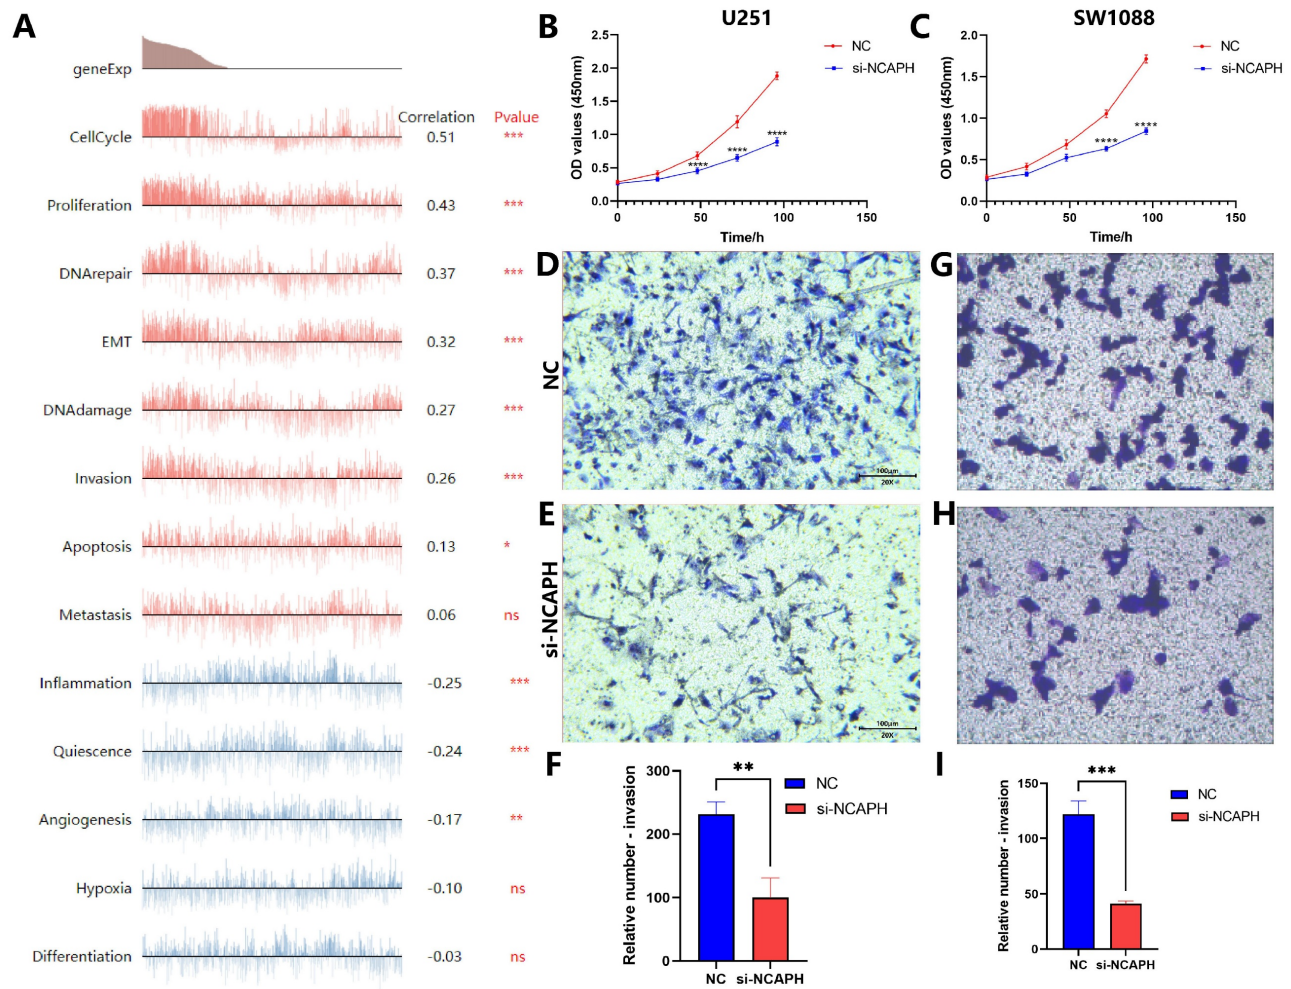 A
geneExp
Correlation Pvalue
CellCycle 0.51 ***
Proliferation 0.43 ***
DNArepair 0.37 ***
EMT 0.32 ***
DNAdamage 0.27 ***
Invasion 0.26 ***
Apoptosis 0.13 *
Metastasis 0.06 ns
Inflammation -0.25 ***
Quiescence -0.24 ***
Angiogenesis -0.17 **
Hypoxia -0.10 ns
Differentiation -0.03 ns
B
U251
OD values (450nm)
2.5
2.0
1.5
1.0
0.5
0.0
0 50 100 150
Time/h
NC
si-NCAPH
****
****
****
C
SW1088
OD values (450nm)
2.0
1.5
1.0
0.5
0.0
0 50 100 150
Time/h
NC
si-NCAPH
****
****
D
NC
100μm
20X
G
E
si-NCAPH
100μm
20X
H
F
Relative number - invasion
300
200
100
0
**
NC si-NCAPH
NC
si-NCAPH
I
Relative number - invasion
150
100
50
0
***
NC si-NCAPH
NC
si-NCAPH